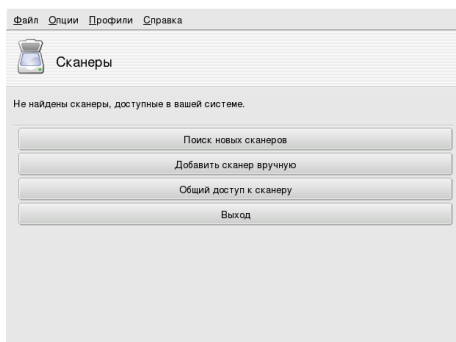 Файл Опции Профили Справка
Сканеры
Не найдены сканеры, доступные в вашей системе.
Поиск новых сканеров
Добавить сканер вручную
Общий доступ к сканеру
Выход